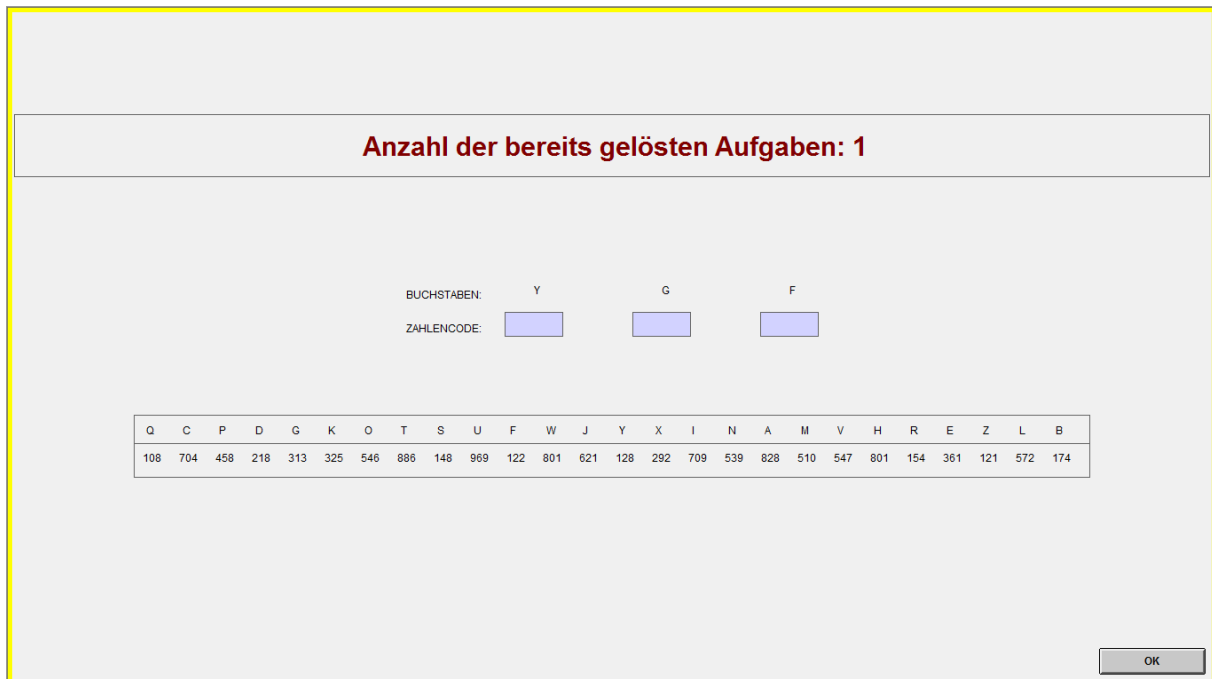 Anzahl der bereits gelösten Aufgaben: 1
BUCHSTABEN: Y G F
ZAHLENCODE:
Q C P D G K O T S U F W J Y X I N A M V H R E Z L B
108 704 458 218 313 325 546 886 148 969 122 801 621 128 292 709 539 828 510 547 801 154 361 121 572 174
OK